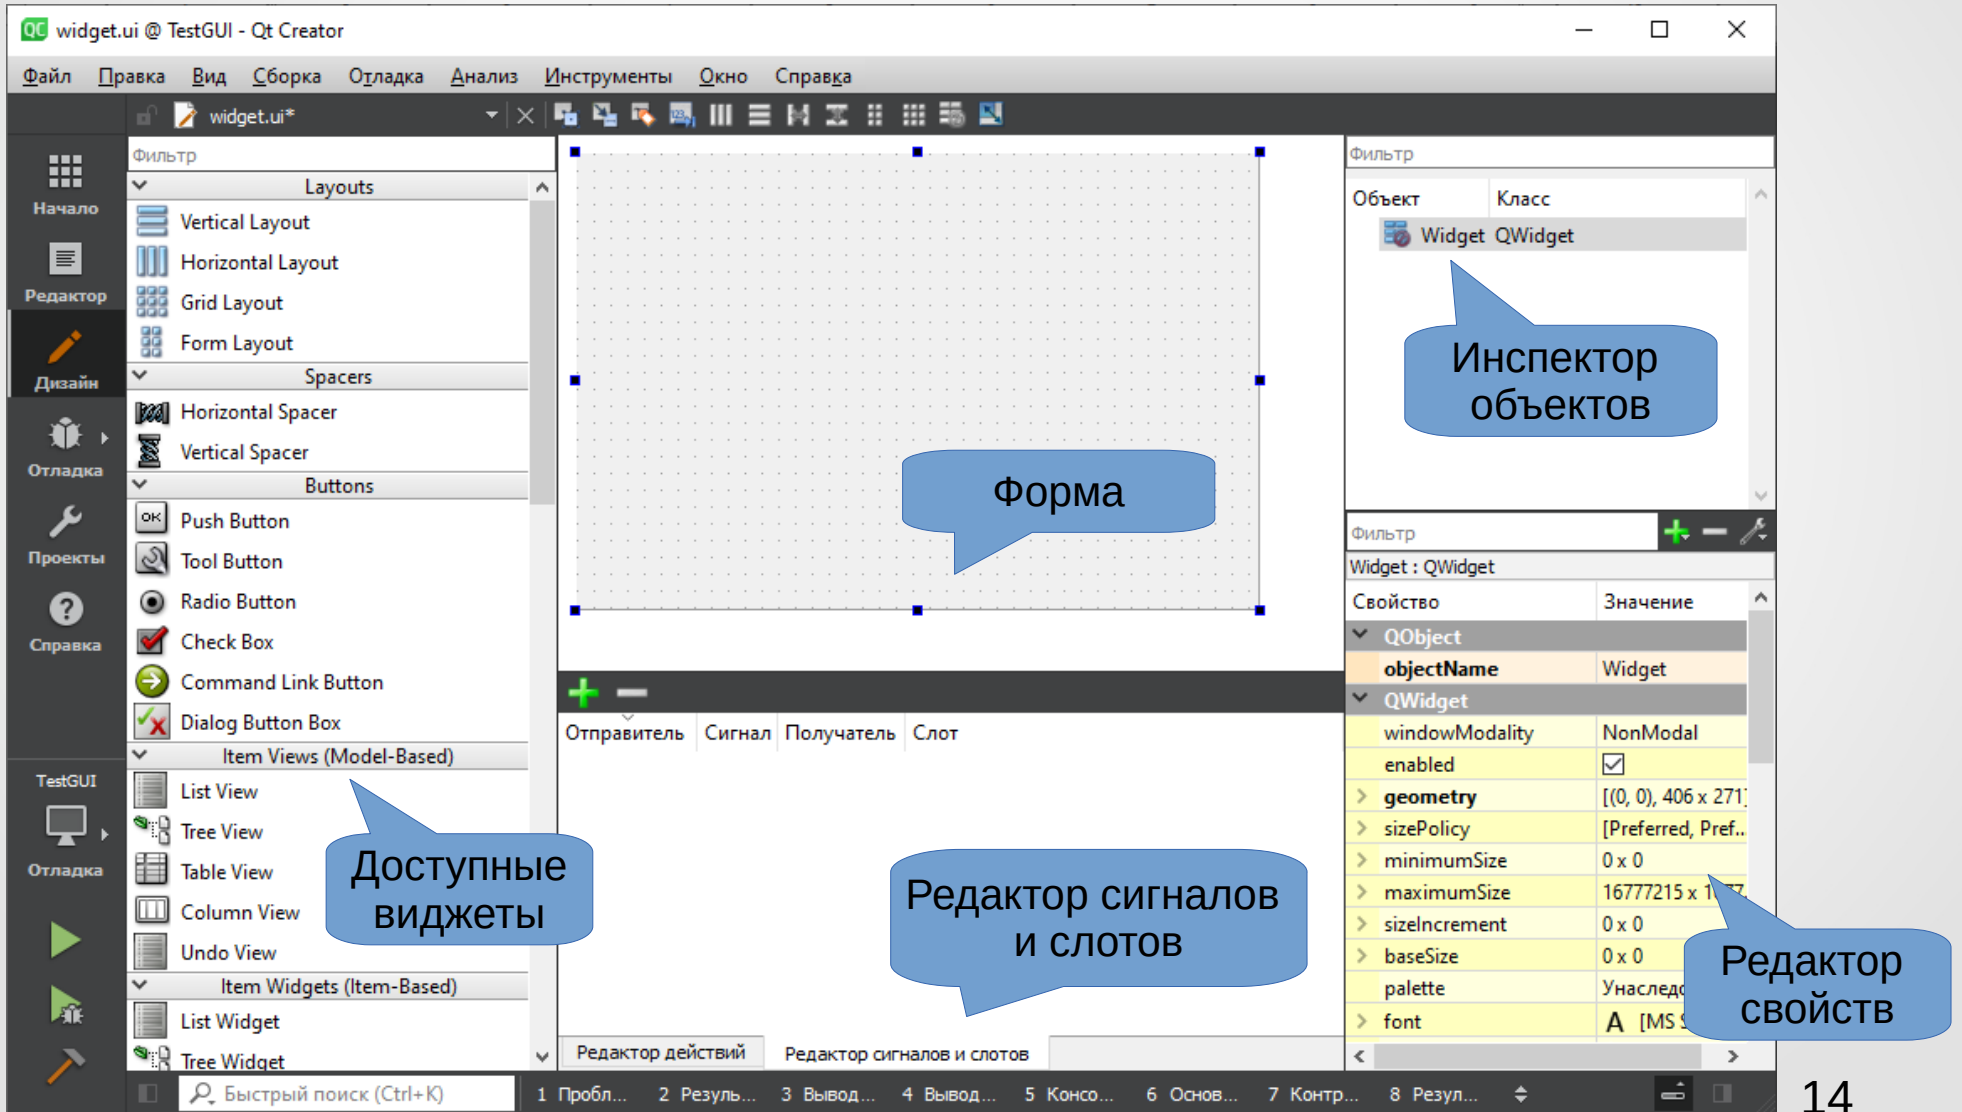 widget.ui @ TestGUI - Qt Creator
Файл Правка Вид Сборка Отладка Анализ Инструменты Окно Справка
widget.ui*
Начало
Редактор
Дизайн
Отладка
Проекты
Справка
TestGUI
Отладка
Фильтр
Layouts
Vertical Layout
Horizontal Layout
Grid Layout
Form Layout
Spacers
Horizontal Spacer
Vertical Spacer
Buttons
Push Button
Tool Button
Radio Button
Check Box
Command Link Button
Dialog Button Box
Item Views (Model-Based)
List View
Tree View
Table View
Column View
Undo View
Item Widgets (Item-Based)
List Widget
Tree Widget
Доступные
виджеты
Форма
Отправитель Сигнал Получатель Слот
Редактор сигналов
и слотов
Редактор действий Редактор сигналов и слотов
Фильтр
Объект Класс
Widget QWidget
Инспектор
объектов
Фильтр
Widget : QWidget
Свойство Значение
QObject
objectName Widget
QWidget
windowModality NonModal
enabled
geometry [(0, 0), 406 x 271]
sizePolicy [Preferred, Pref...
minimumSize 0 x 0
maximumSize 16777215 x
sizeIncrement 0 x 0
baseSize 0 x 0
palette
font A [MS
Редактор
свойств
Быстрый поиск (Ctrl+K) 1 Пробл... 2 Резуль... 3 Вывод... 4 Вывод... 5 Консо... 6 Основ... 7 Контр... 8 Резул...
14